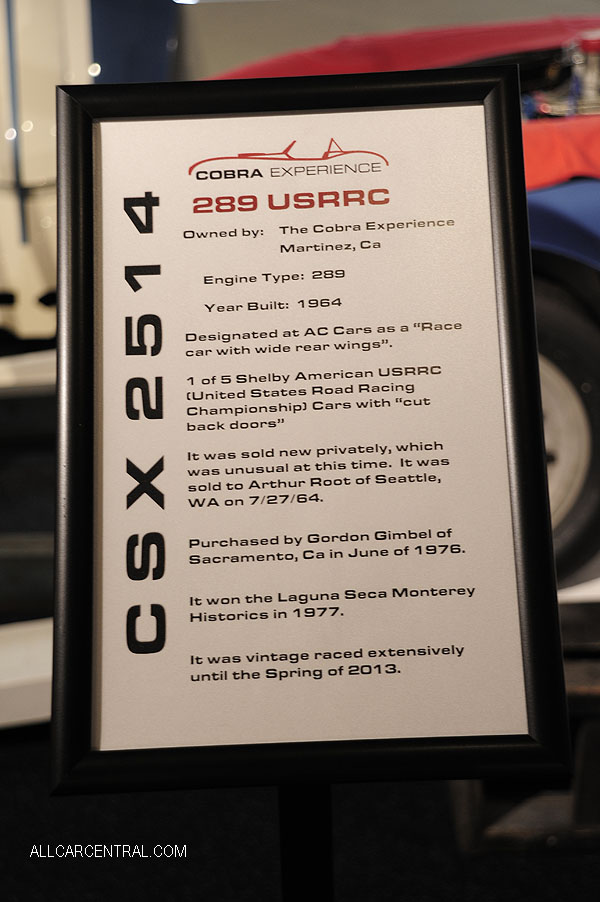 COBRA EXPERIENCE
289 USRRC
Owned by: The Cobra Experience
Martinez, Ca
Engine Type: 289
Year Built: 1964
Designated at AC Cars as a “Race
car with wide rear wings”.
1 of 5 Shelby American USRRC
(United States Road Racing
Championship) Cars with “cut
back doors”
It was sold new privately, which
was unusual at this time. It was
sold to Arthur Root of Seattle,
WA on 7/27/64.
Purchased by Gordon Gimbel of
Sacramento, Ca in June of 1976.
It won the Laguna Seca Monterey
Historics in 1977.
It was vintage raced extensively
until the Spring of 2013.
CSX 2514
ALLCARCENTRAL.COM